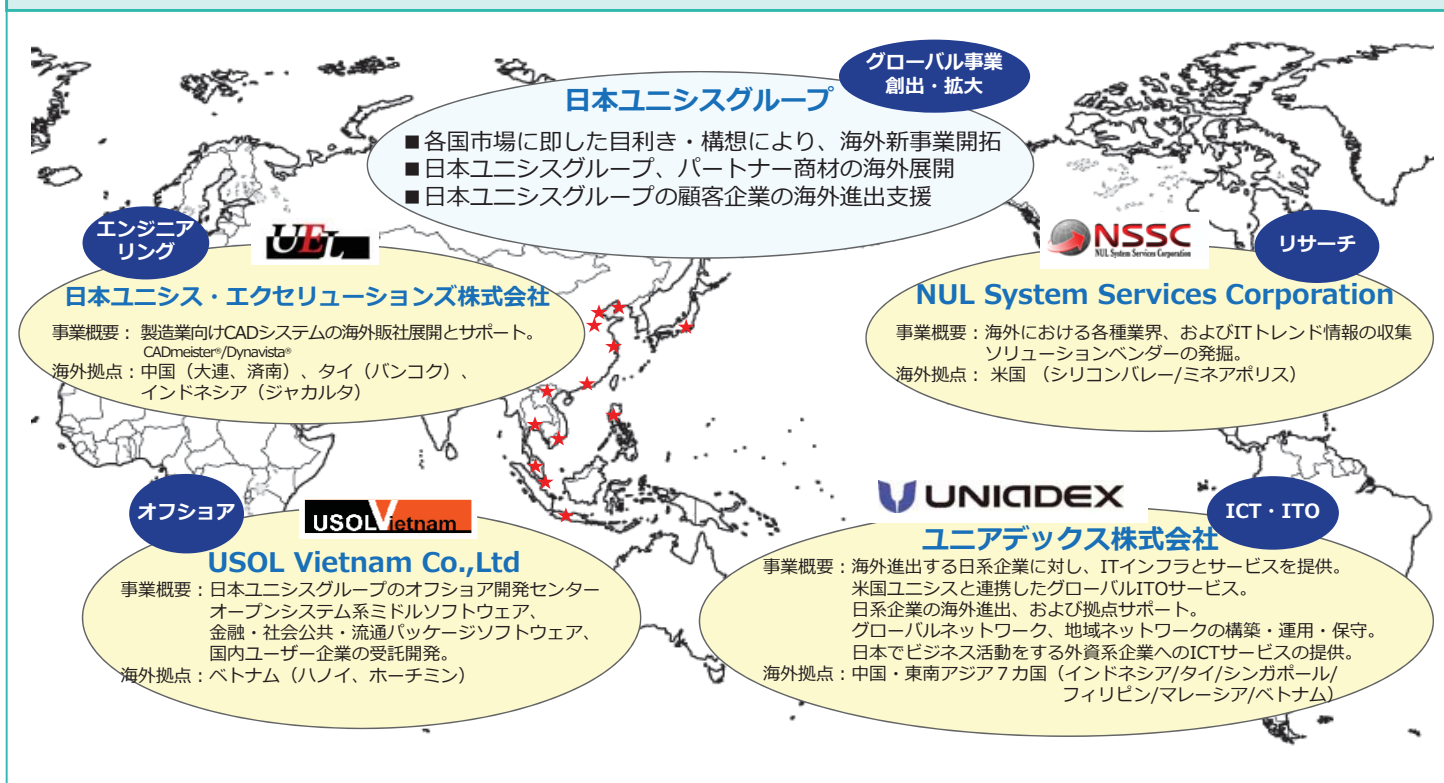 グローバル事業
創出・拡大
日本ユニシスグループ
■各国市場に即した目利き・構想により、海外新事業開拓
■日本ユニシスグループ、パートナー商材の海外展開
■日本ユニシスグループの顧客企業の海外進出支援
エンジニア
リング
UEL
日本ユニシス・エクセリューションズ株式会社
事業概要： 製造業向けCADシステムの海外販社展開とサポート。
CADmeister®/Dynavista®
海外拠点：中国（大連、済南）、タイ（バンコク）、
インドネシア（ジャカルタ）
NSSC
NUL System Services Corporation
リサーチ
NUL System Services Corporation
事業概要：海外における各種業界、およびITトレンド情報の収集
ソリューションベンダーの発掘。
海外拠点： 米国 （シリコンバレー/ミネアポリス）
オフショア
USOL Vietnam
USOL Vietnam Co.,Ltd
事業概要：日本ユニシスグループのオフショア開発センター
オープンシステム系ミドルソフトウェア、
金融・社会公共・流通パッケージソフトウェア、
国内ユーザー企業の受託開発。
海外拠点：ベトナム（ハノイ、ホーチミン）
UNIADEX
ICT・ITO
ユニアデックス株式会社
事業概要：海外進出する日系企業に対し、ITインフラとサービスを提供。
米国ユニシスと連携したグローバルITOサービス。
日系企業の海外進出、および拠点サポート。
グローバルネットワーク、地域ネットワークの構築・運用・保守。
日本でビジネス活動をする外資系企業へのICTサービスの提供。
海外拠点：中国・東南アジア７カ国（インドネシア/タイ/シンガポール/
フィリピン/マレーシア/ベトナム）